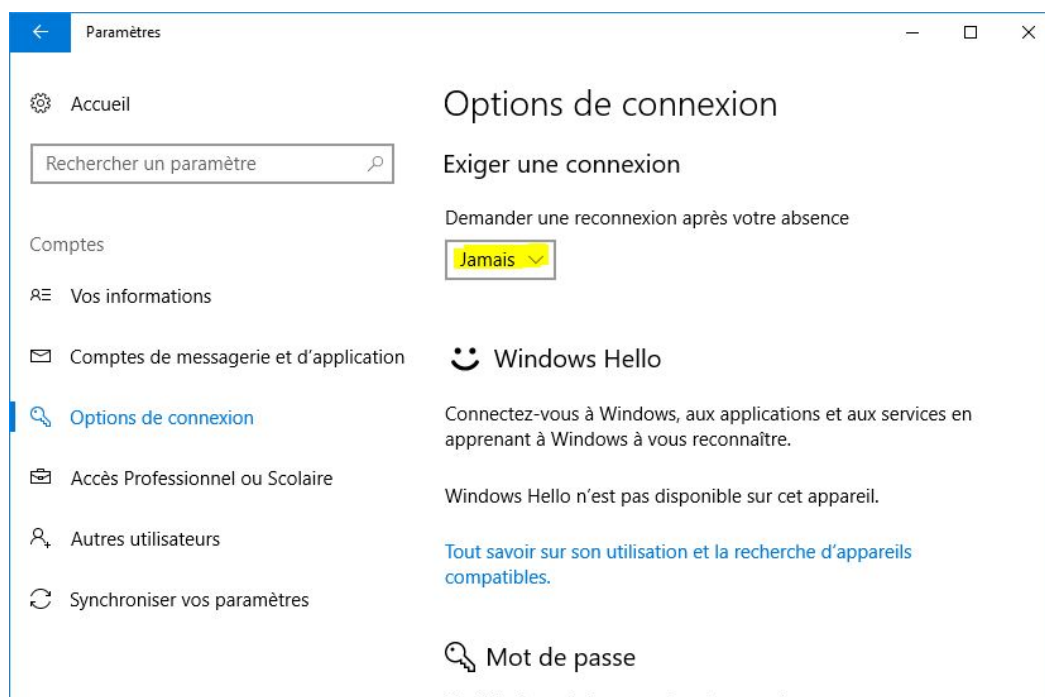 Paramètres
Accueil
Rechercher un paramètre
Comptes
Vos informations
Comptes de messagerie et d'application
Options de connexion
Accès Professionnel ou Scolaire
Autres utilisateurs
Synchroniser vos paramètres
Options de connexion
Exiger une connexion
Demander une reconnexion après votre absence
Jamais
Windows Hello
Connectez-vous à Windows, aux applications et aux services en
apprenant à Windows à vous reconnaître.
Windows Hello n'est pas disponible sur cet appareil.
Tout savoir sur son utilisation et la recherche d'appareils
compatibles.
Mot de passe